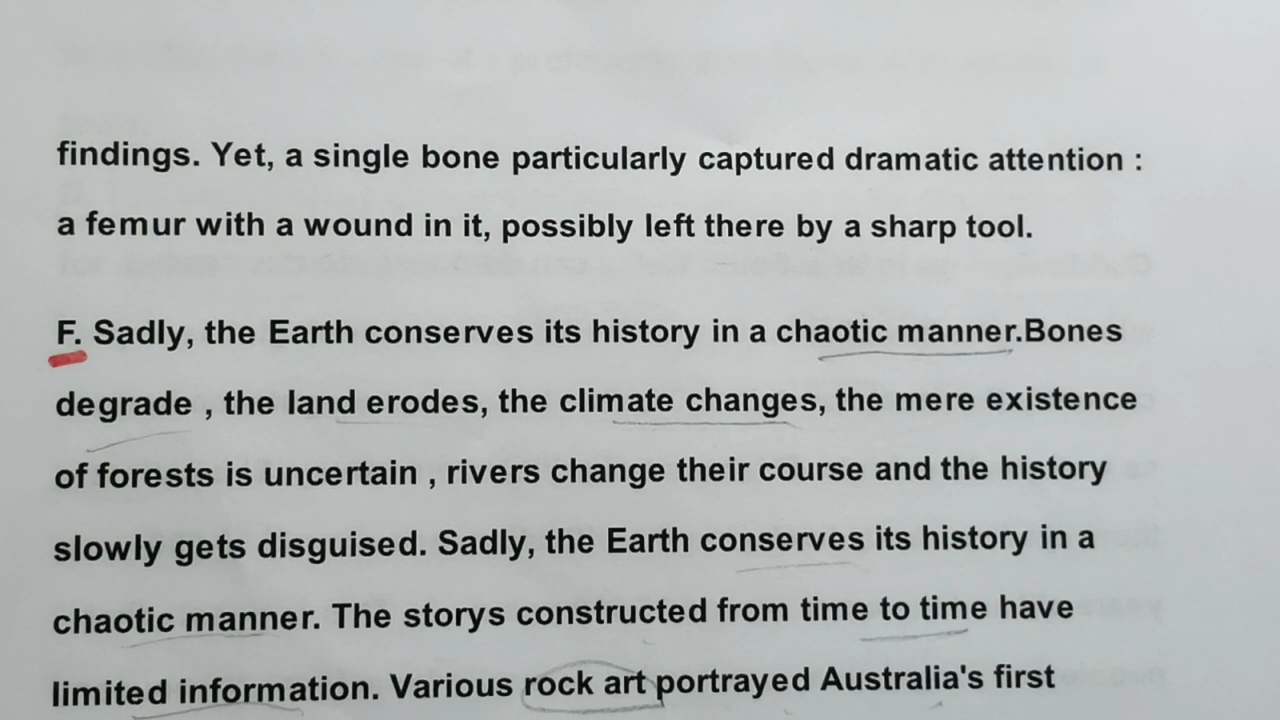 findings. Yet, a single bone particularly captured dramatic attention :
a femur with a wound in it, possibly left there by a sharp tool.
F. Sadly, the Earth conserves its history in a chaotic manner.Bones
degrade , the land erodes, the climate changes, the mere existence
of forests is uncertain , rivers change their course and the history
slowly gets disguised. Sadly, the Earth conserves its history in a
chaotic manner. The storys constructed from time to time have
limited information. Various rock art portrayed Australia's first